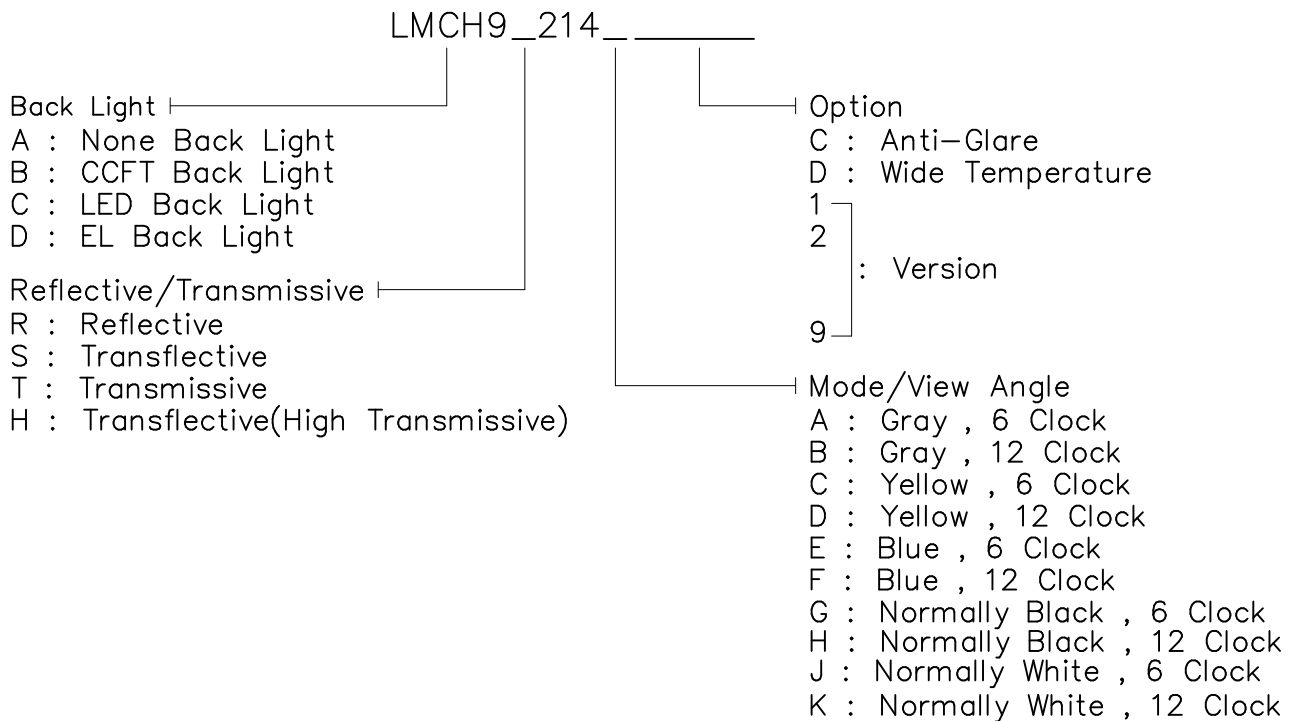 LMCH9_214_ ______
Back Light
A : None Back Light
B : CCFT Back Light
C : LED Back Light
D : EL Back Light
Reflective/Transmissive
R : Reflective
S : Transflective
T : Transmissive
H : Transflective(High Transmissive)
Option
C : Anti-Glare
D : Wide Temperature
1
2
: Version
9
Mode/View Angle
A : Gray , 6 Clock
B : Gray , 12 Clock
C : Yellow , 6 Clock
D : Yellow , 12 Clock
E : Blue , 6 Clock
F : Blue , 12 Clock
G : Normally Black , 6 Clock
H : Normally Black , 12 Clock
J : Normally White , 6 Clock
K : Normally White , 12 Clock